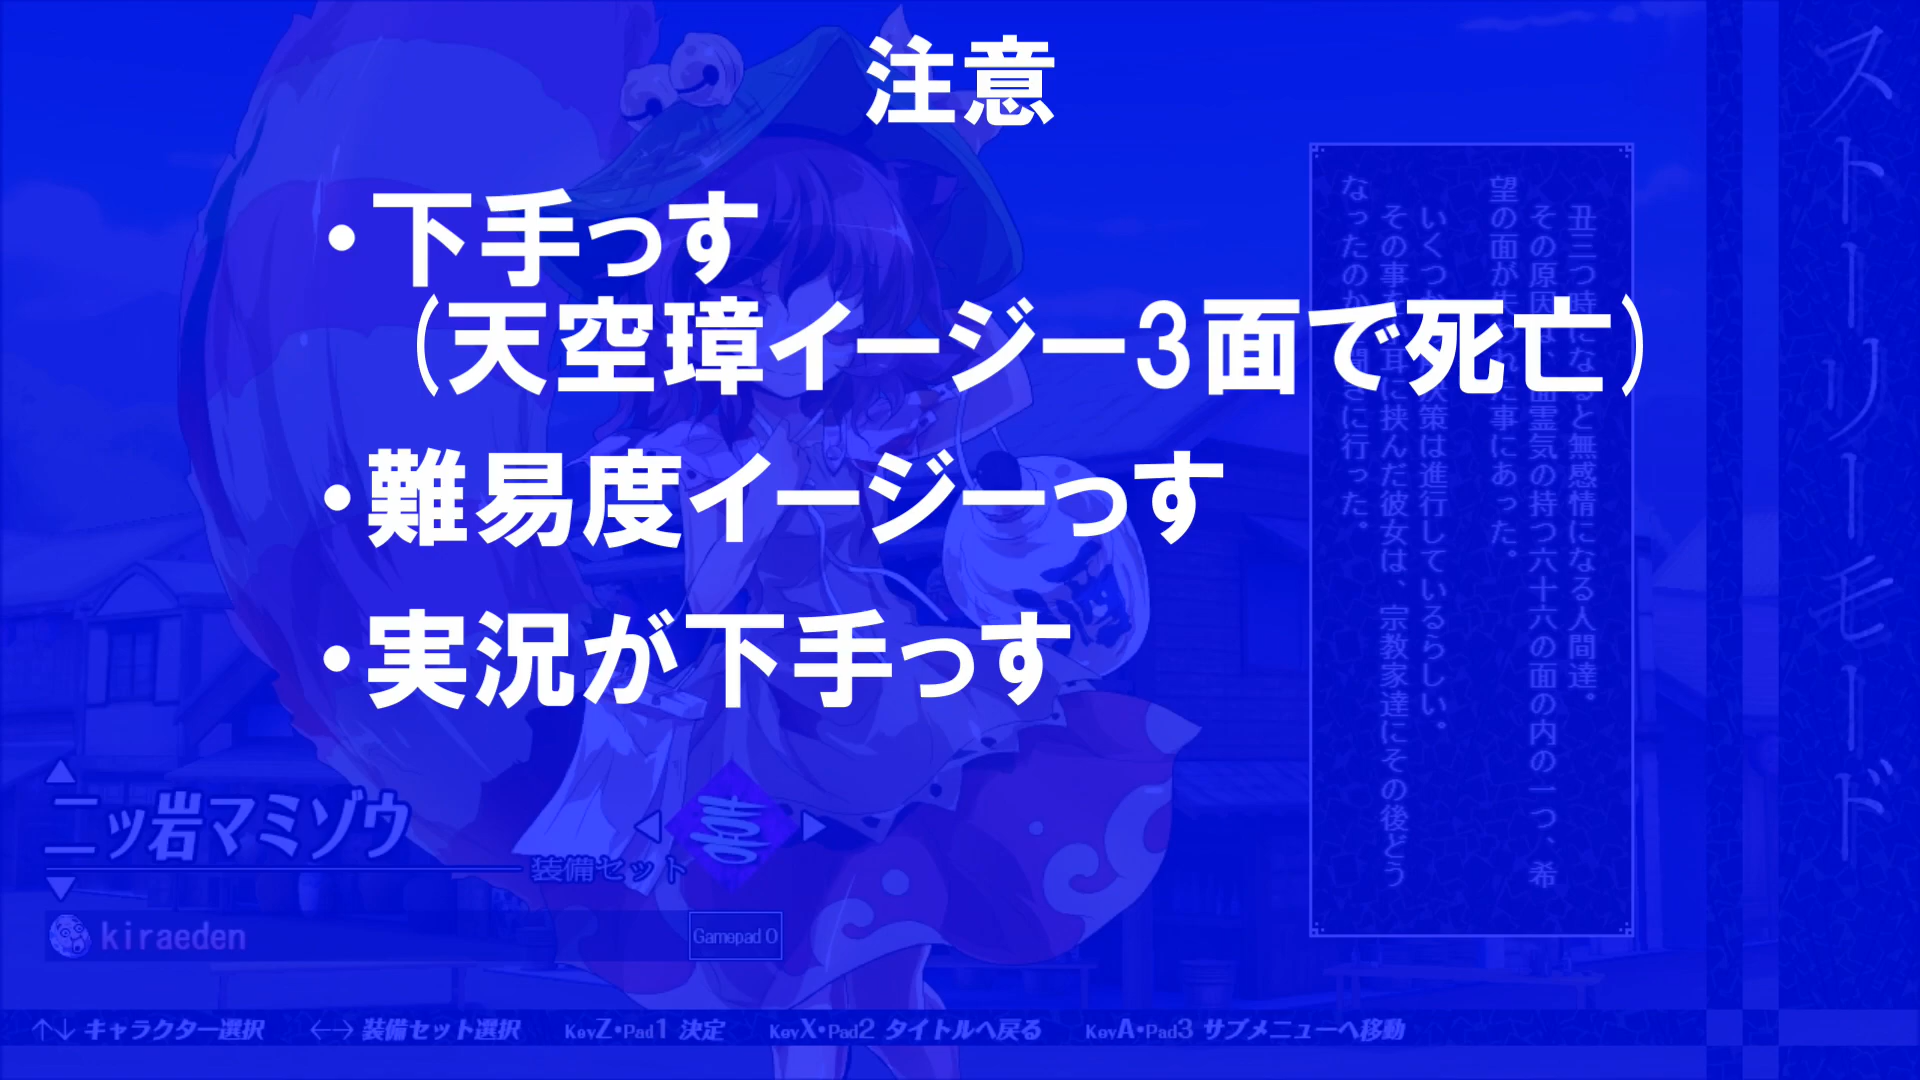 注意
・下手っす
(天空璋イージー3面で死亡)
・難易度イージーっす
・実況が下手っす
ストーリーモード
丑三つ時になると無感情になる人間達。
その原因は面霊気の持つ六十六の面の内の一つ、希
望の面が失われた事にあった。
いくつか解決策は進行しているらしい。
その事を小耳に挟んだ彼女は、宗教家達にその後どう
なったのか聞きに行った。
二ッ岩マミゾウ
装備セット
喜
kiraeden
Gamepad 0
↑↓ キャラクター選択 ←→ 装備セット選択 KeyZ・Pad1 決定 KeyX・Pad2 タイトルへ戻る KeyA・Pad3 サブメニューへ移動